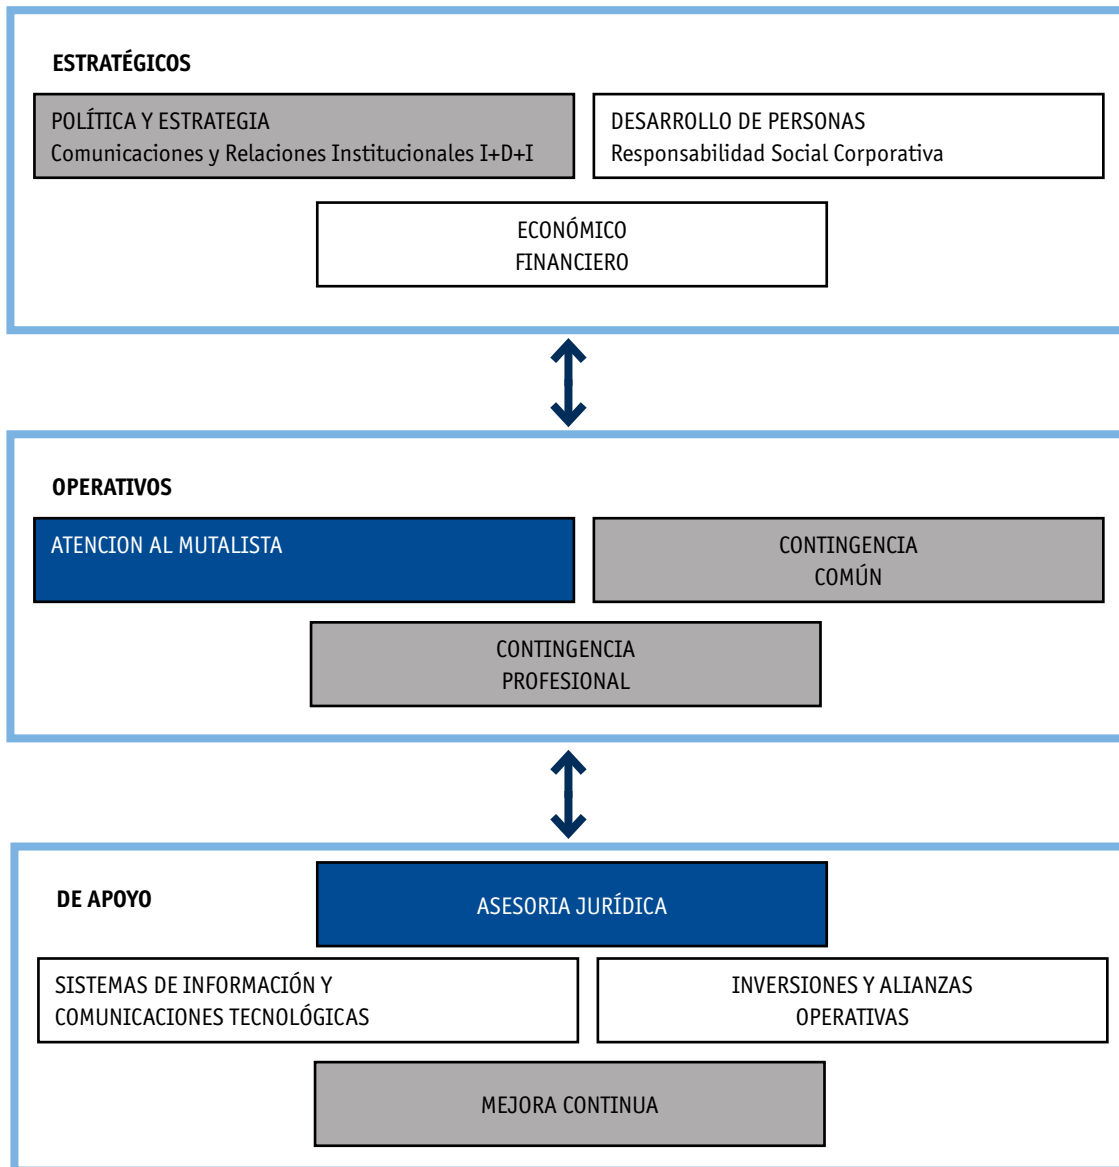 ESTRATÉGICOS
POLÍTICA Y ESTRATEGIA
Comunicaciones y Relaciones Institucionales I+D+I
DESARROLLO DE PERSONAS
Responsabilidad Social Corporativa
ECONÓMICO
FINANCIERO
OPERATIVOS
ATENCION AL MUTALISTA
CONTINGENCIA
COMÚN
CONTINGENCIA
PROFESIONAL
DE APOYO
ASESORIA JURÍDICA
SISTEMAS DE INFORMACIÓN Y
COMUNICACIONES TECNOLÓGICAS
INVERSIONES Y ALIANZAS
OPERATIVAS
MEJORA CONTINUA